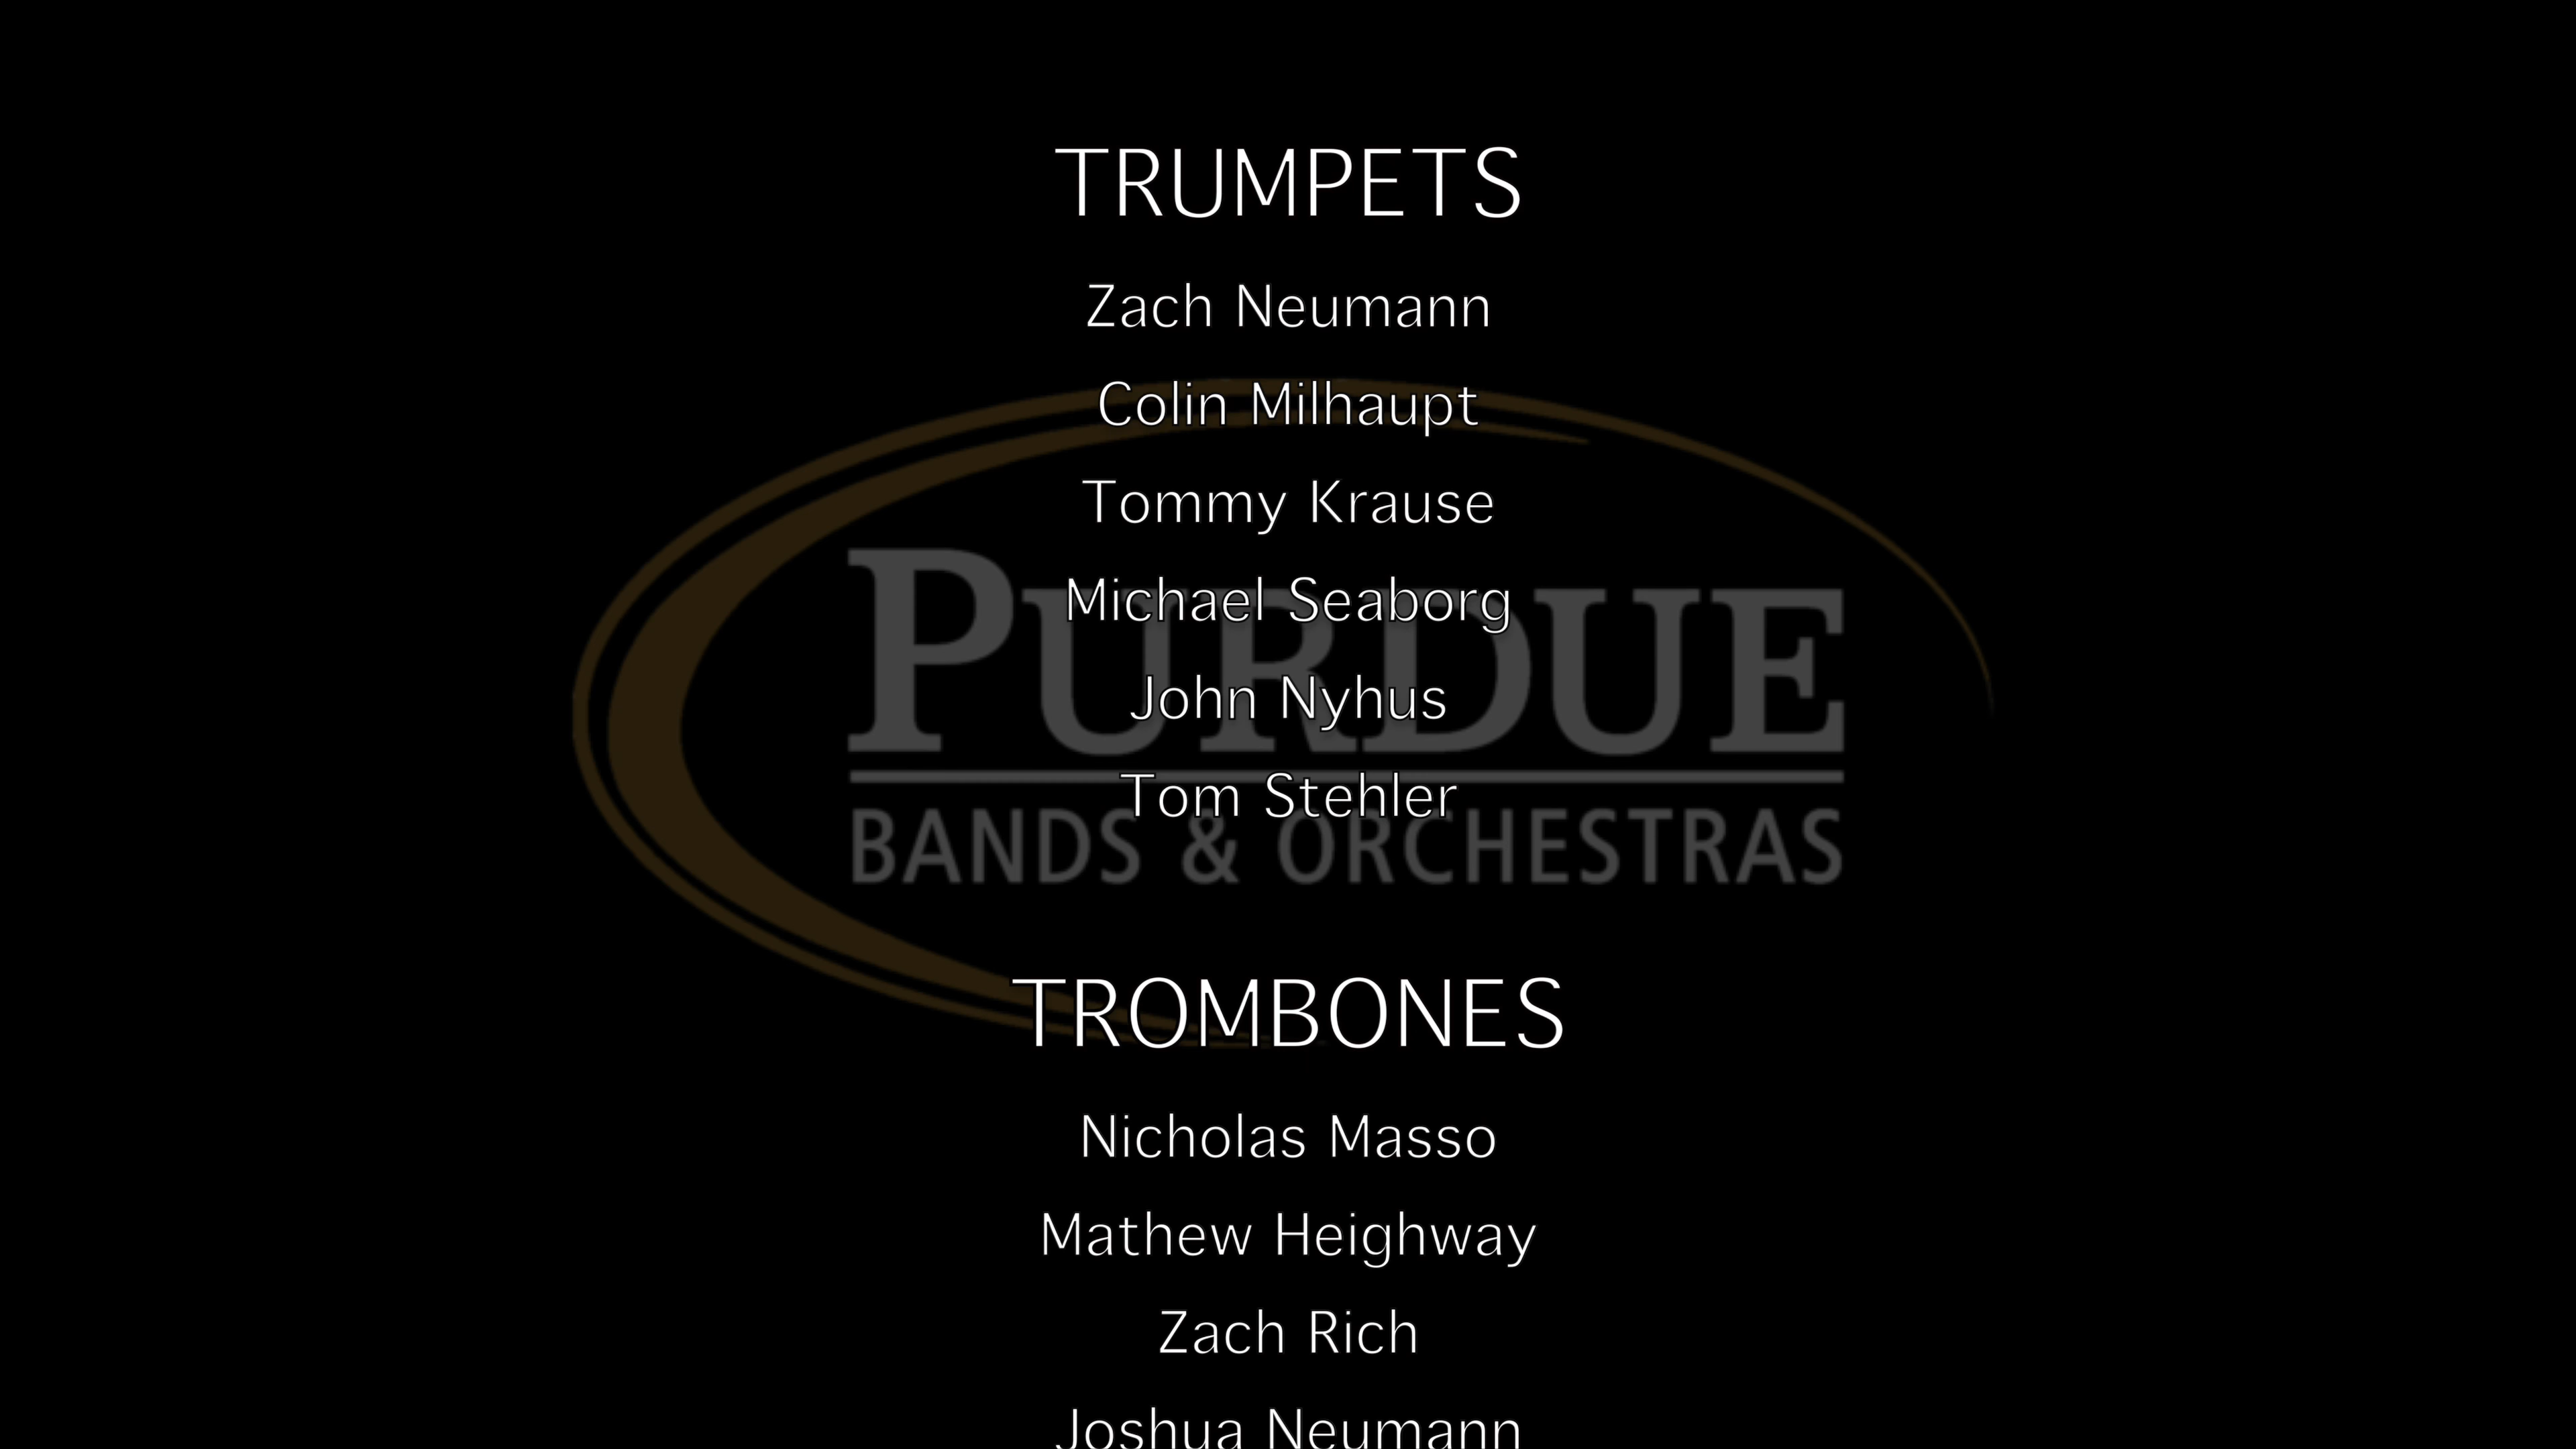 TRUMPETS
Zach Neumann
Colin Milhaupt
Tommy Krause
Michael Seaborg
John Nyhus
Tom Stehler
PURDUE
BANDS & ORCHESTRAS
TROMBONES
Nicholas Masso
Mathew Heighway
Zach Rich
Joshua Neumann